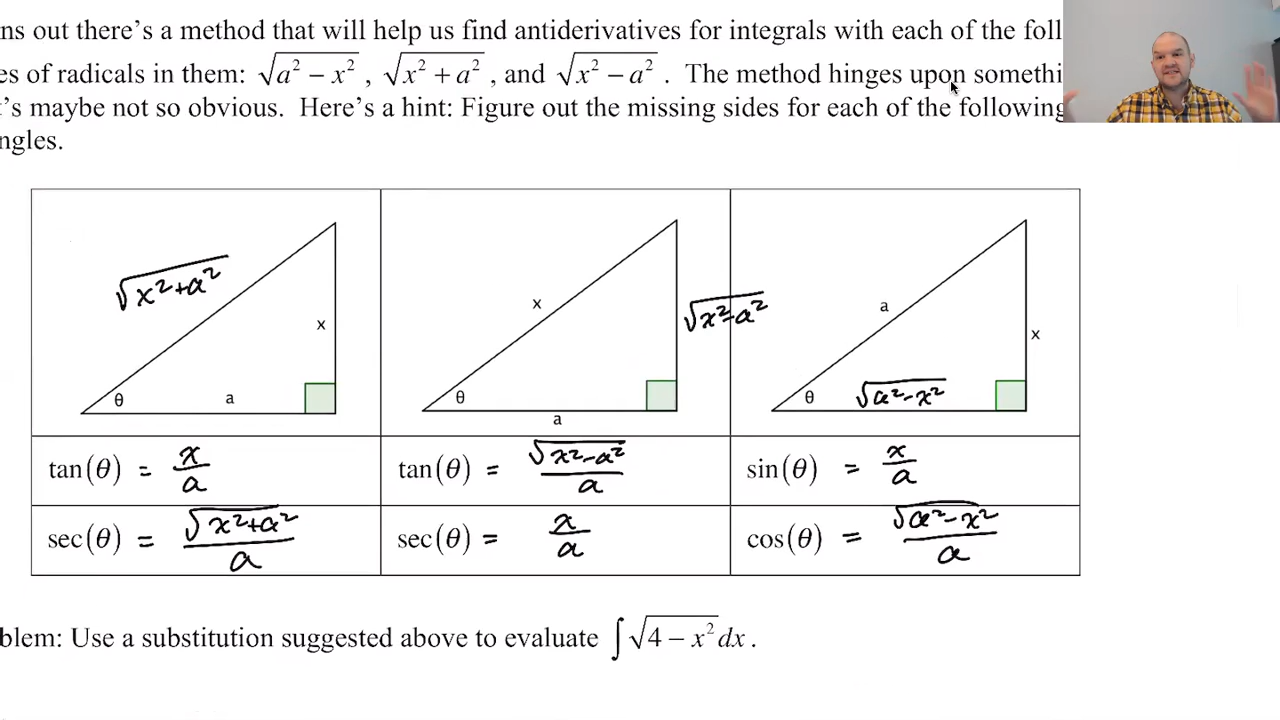 ns out there's a method that will help us find antiderivatives for integrals with each of the foll
es of radicals in them: √(a² − x²) , √(x² + a²) , and √(x² − a²) . The method hinges upon somethi
's maybe not so obvious. Here's a hint: Figure out the missing sides for each of the following
ngles.
√(x²+a²)
x
θ
a
x
√(x²−a²)
θ
a
a
x
θ
√(a²−x²)
tan(θ) = x/a
tan(θ) = √(x²−a²)/a
sin(θ) = x/a
sec(θ) = √(x²+a²)/a
sec(θ) = x/a
cos(θ) = √(a²−x²)/a
blem: Use a substitution suggested above to evaluate ∫√(4 − x²) dx .